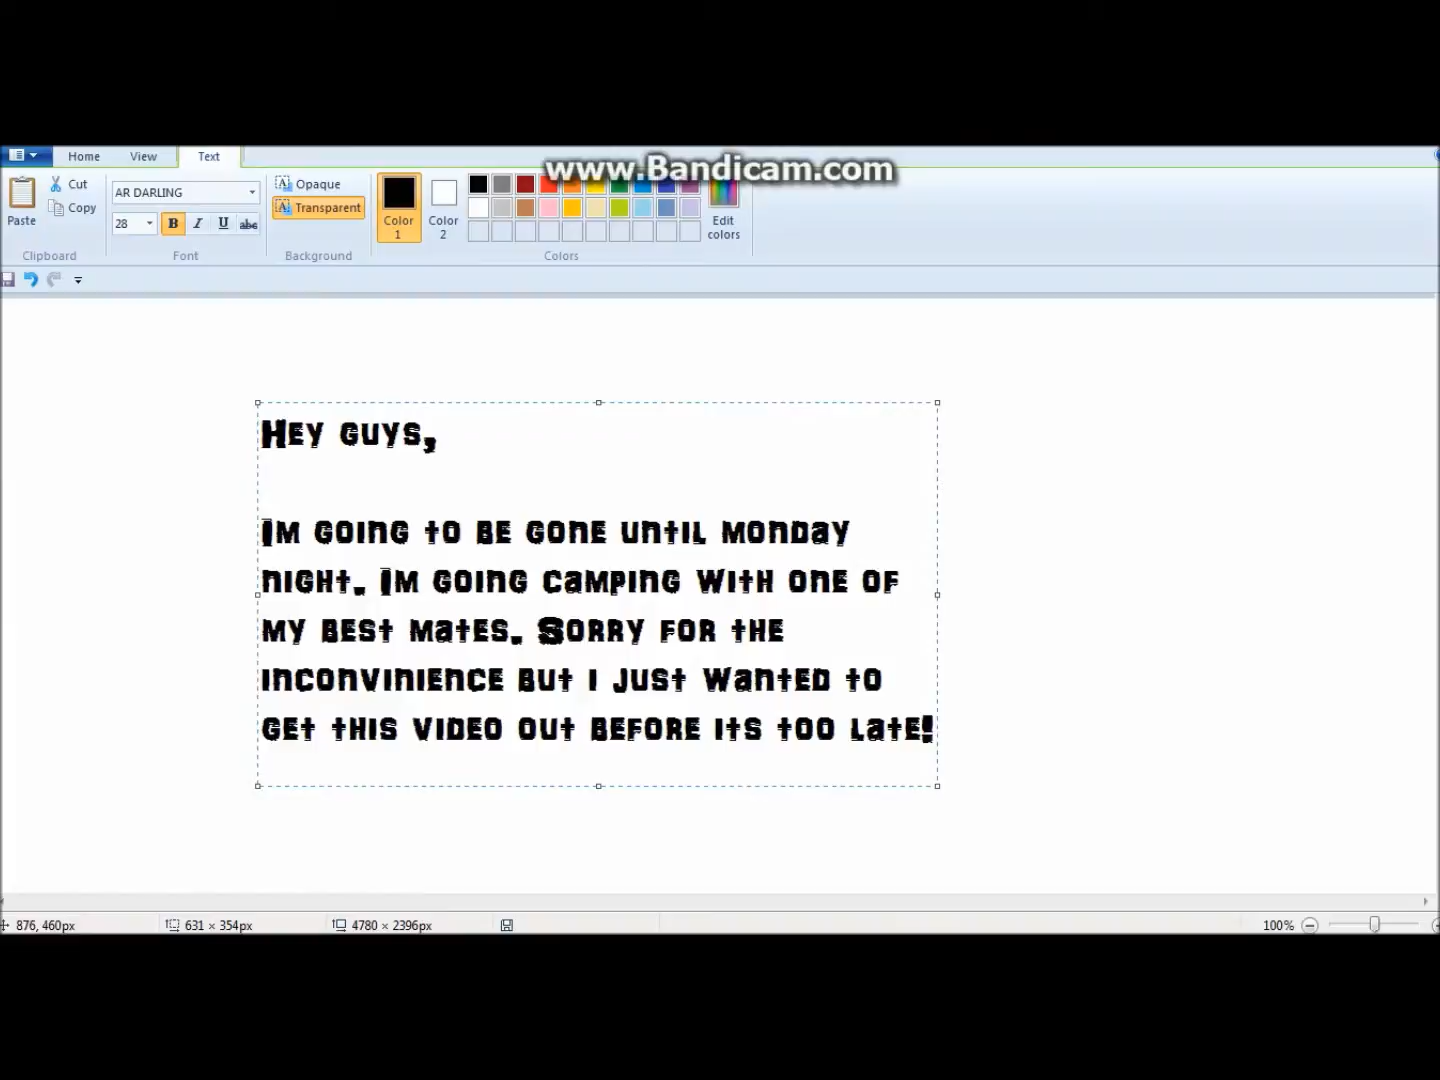 www.Bandicam.com
Home View Text
Paste
Cut
Copy
Clipboard
AR DARLING
28 B I U abc
Font
Opaque
Transparent
Background
Color 1
Color 2
Edit colors
Colors
Hey guys,
Im going to be gone until monday
night. Im going camping with one of
my best mates. Sorry for the
inconvinience but i just wanted to
get this video out before its too late!
876, 460px 631 × 354px 4780 × 2396px 100%